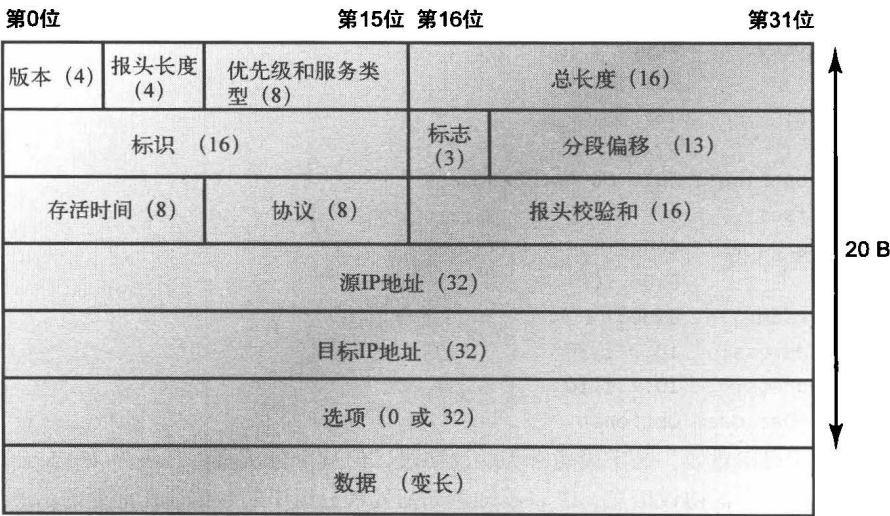 第0位 第15位 第16位 第31位
版本（4） 报头长度（4） 优先级和服务类型（8） 总长度（16）
标识 （16） 标志（3） 分段偏移 （13）
存活时间（8） 协议（8） 报头校验和（16）
20 B
源IP地址（32）
目标IP地址 （32）
选项（0 或 32）
数据 （变长）